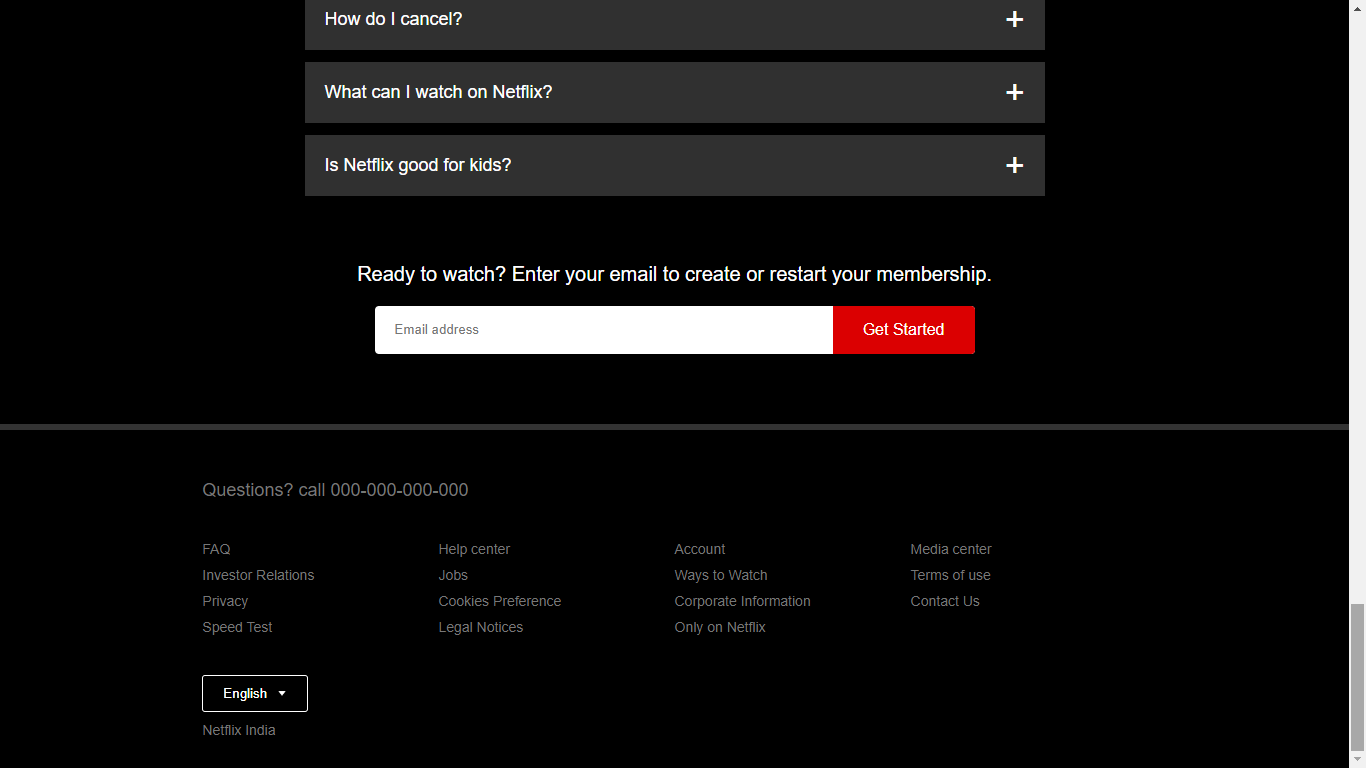 How do I cancel?
What can I watch on Netflix?
Is Netflix good for kids?
Ready to watch? Enter your email to create or restart your membership.
Email address
Get Started
Questions? call 000-000-000-000
FAQ
Help center
Account
Media center
Investor Relations
Jobs
Ways to Watch
Terms of use
Privacy
Cookies Preference
Corporate Information
Contact Us
Speed Test
Legal Notices
Only on Netflix
English
Netflix India